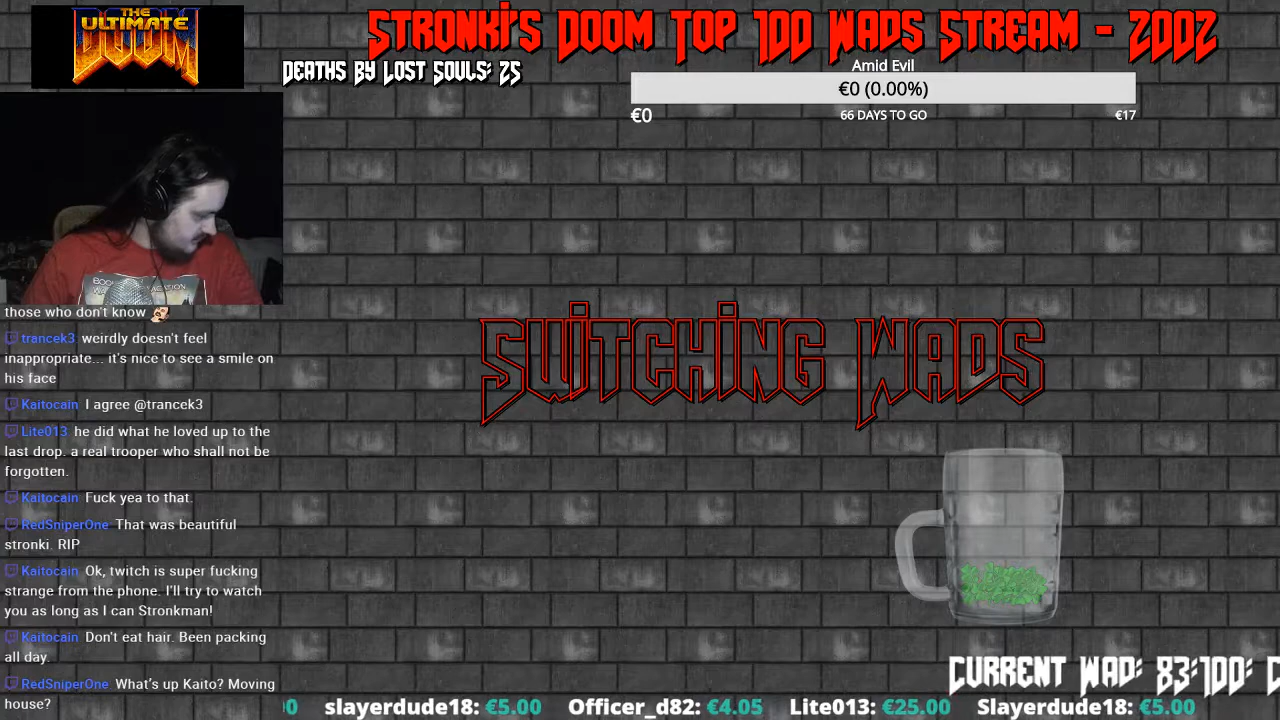 THE
ULTIMATE
DOOM
STRONKI'S DOOM TOP 100 WADS STREAM - 2002
DEATHS BY LOST SOULS: 25
Amid Evil
€0 (0.00%)
€0
66 DAYS TO GO
€17
those who don't know
trancek3 weirdly doesn't feel
inappropriate... it's nice to see a smile on
his face
Kaitocain I agree @trancek3
Lite013 he did what he loved up to the
last drop. a real trooper who shall not be
forgotten.
Kaitocain Fuck yea to that.
RedSniperOne That was beautiful
stronki. RIP
Kaitocain Ok, twitch is super fucking
strange from the phone. I'll try to watch
you as long as I can Stronkman!
Kaitocain Don't eat hair. Been packing
all day.
RedSniperOne What's up Kaito? Moving
house?
SWITCHING WADS
CURRENT WAD: 83:100:
00 slayerdude18: €5.00 Officer_d82: €4.05 Lite013: €25.00 Slayerdude18: €5.00